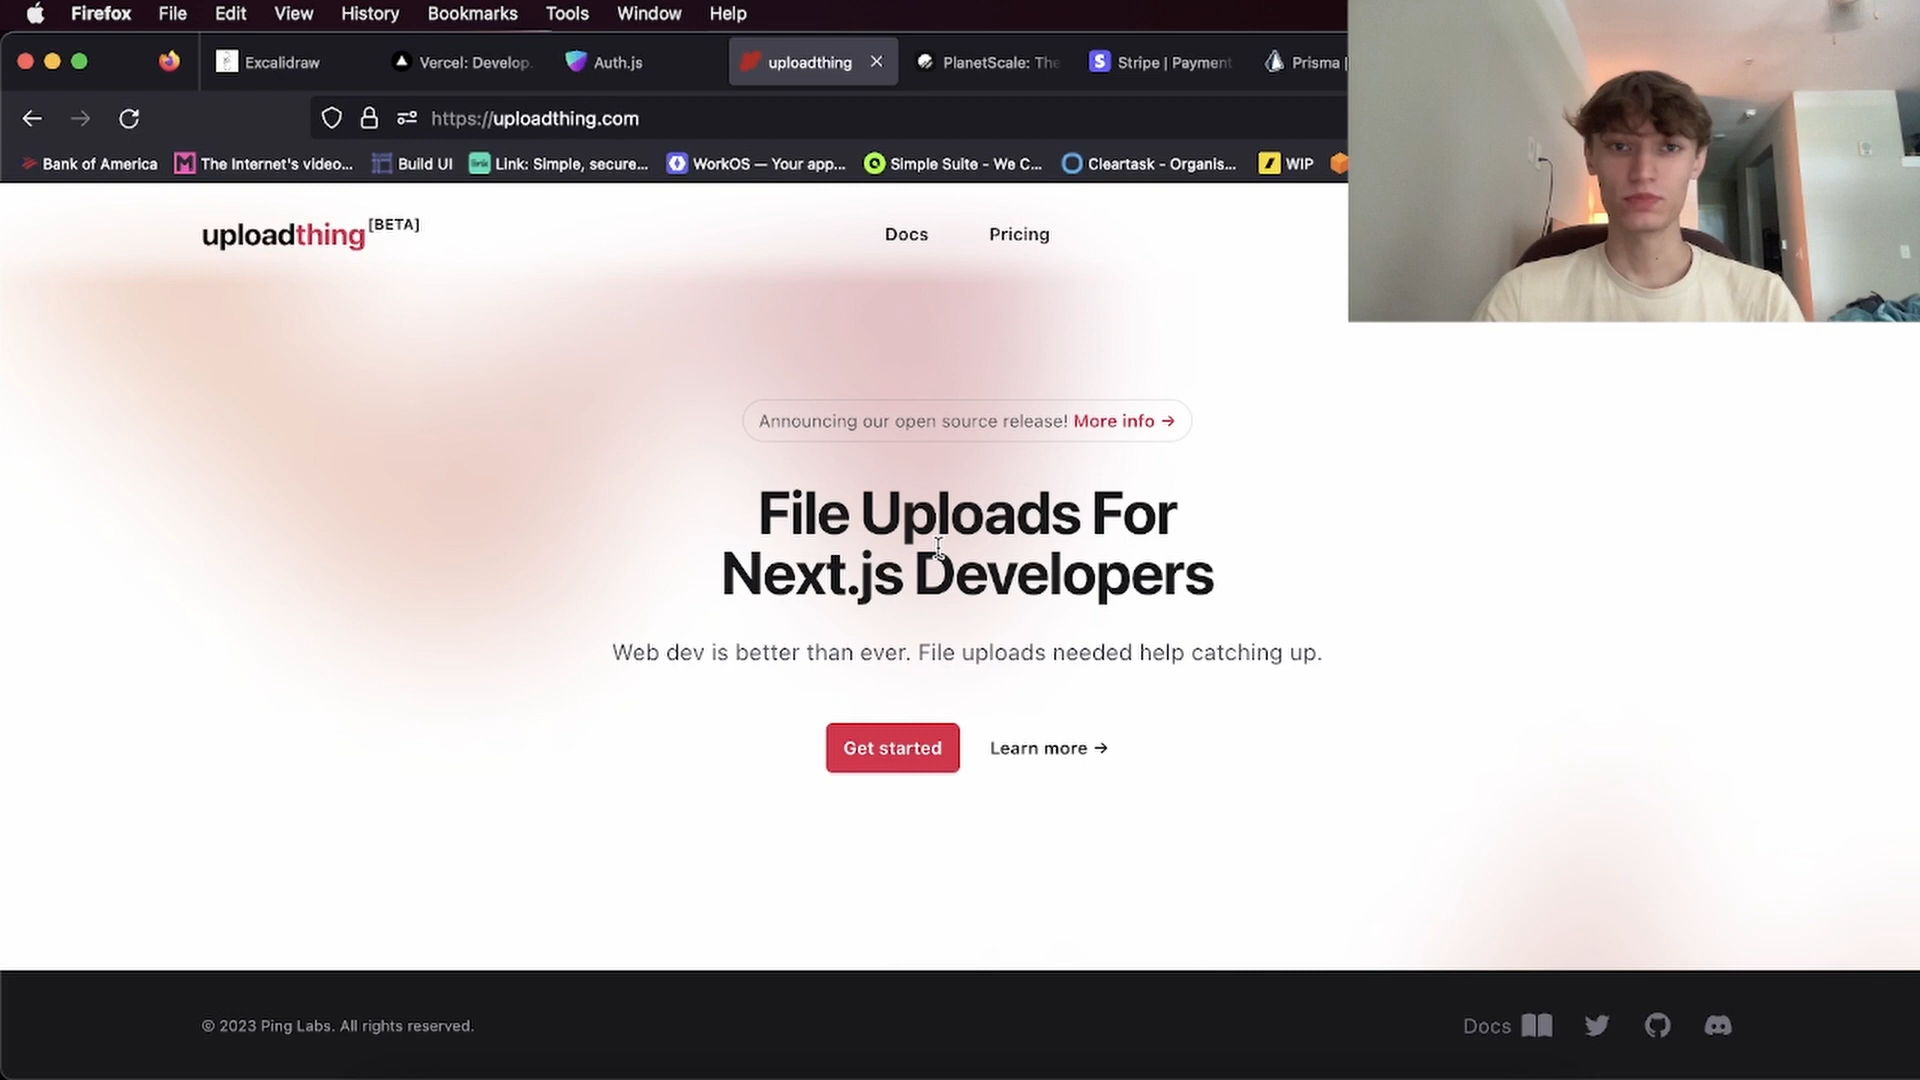 Firefox File Edit View History Bookmarks Tools Window Help
Excalidraw Vercel: Develop. Auth.js uploadthing PlanetScale: The Stripe | Payment Prisma |
https://uploadthing.com
Bank of America The Internet's video... Build UI Link: Simple, secure... WorkOS — Your app... Simple Suite - We C... Cleartask - Organis... WIP
uploadthing [BETA] Docs Pricing
Announcing our open source release! More info →
File Uploads For
Next.js Developers
Web dev is better than ever. File uploads needed help catching up.
Get started Learn more →
© 2023 Ping Labs. All rights reserved. Docs